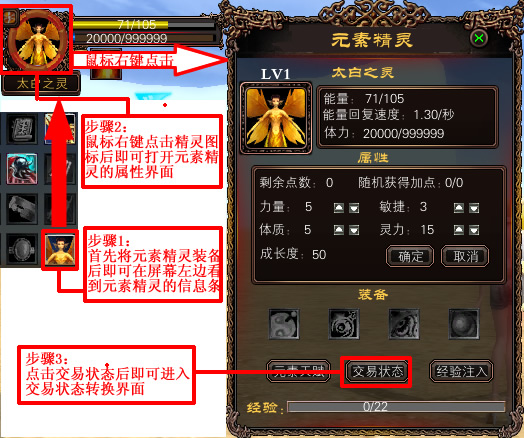 71/105
20000/999999
鼠标右键点击
太白之灵
步骤2:
鼠标右键点击精灵图
标后即可打开元素精
灵的属性界面
步骤1:
首先将元素精灵装备
后即可在屏幕左边看
到元素精灵的信息条
步骤3:
点击交易状态后即可进入
交易状态转换界面
元素精灵
LV1
太白之灵
能量: 71/105
能量回复速度: 1.30/秒
体力: 20000/999999
属性
剩余点数: 0 随机获得加点: 0/0
力量: 5 敏捷: 3
体质: 5 灵力: 15
成长度: 50 确定 取消
装备
元素天赋 交易状态 经验注入
经验: 0/22